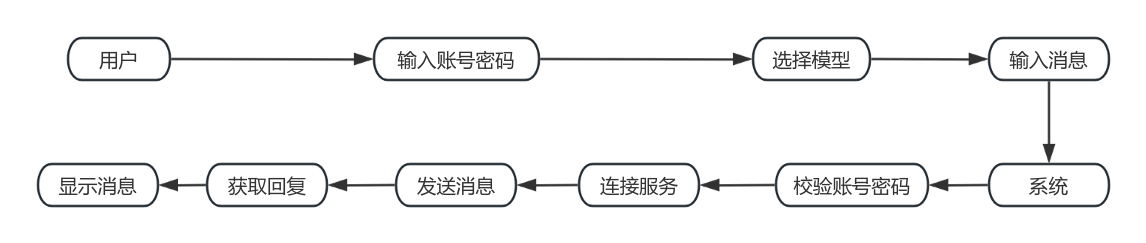 用户
输入账号密码
选择模型
输入消息
系统
校验账号密码
连接服务
发送消息
获取回复
显示消息